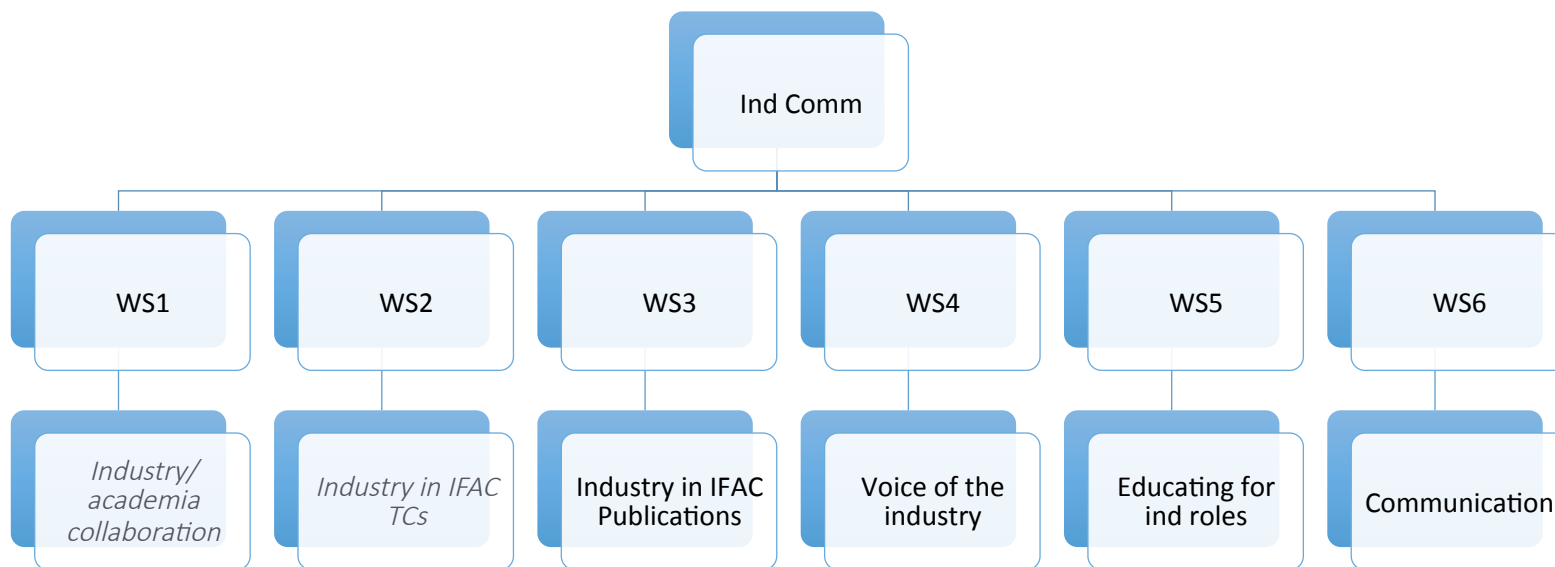 Ind Comm
WS1
WS2
WS3
WS4
WS5
WS6
Industry/
academia
collaboration
Industry in IFAC
TCs
Industry in IFAC
Publications
Voice of the
industry
Educating for
ind roles
Communication